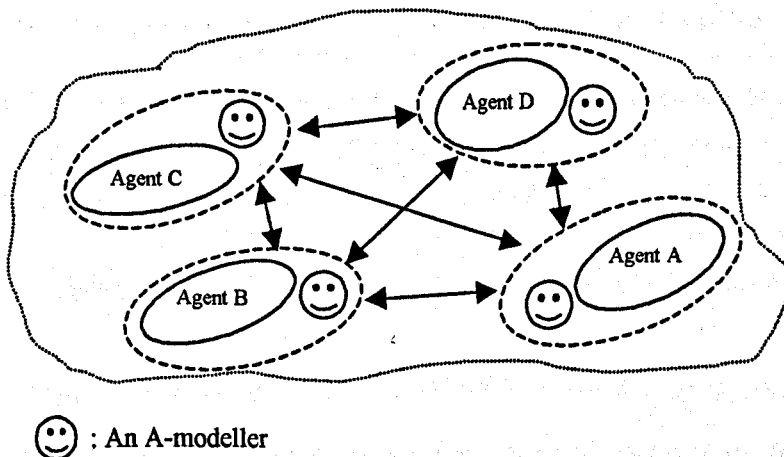 Agent D
Agent C
Agent A
Agent B
: An A-modeller